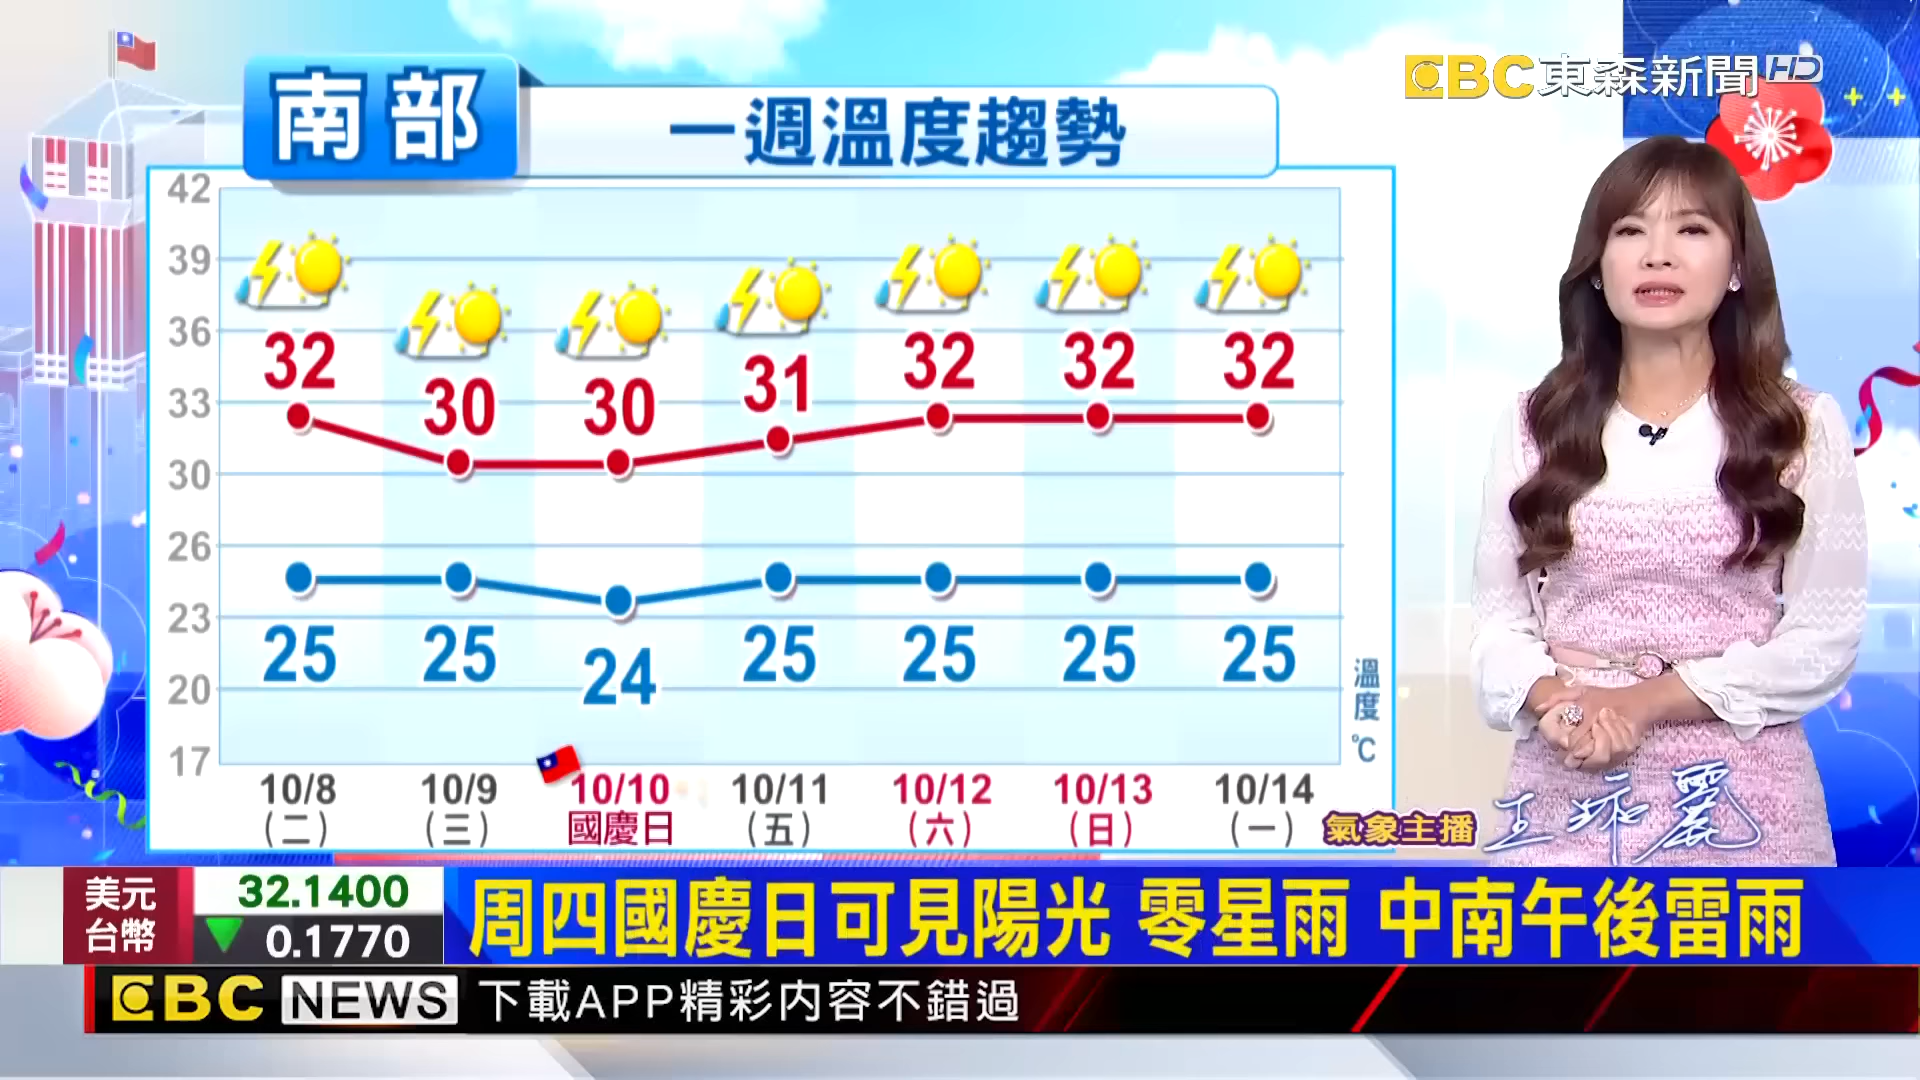 EBC東森新聞HD
南部 一週溫度趨勢
42
39
36
33
30
26
23
20
17
32 30 30 31 32 32 32
25 25 24 25 25 25 25
溫度℃
10/8 10/9 10/10 10/11 10/12 10/13 10/14
(二) (三) 國慶日 (五) (六) (日) (一)
氣象主播
美元
台幣
32.1400
0.1770
周四國慶日可見陽光 零星雨 中南午後雷雨
EBC NEWS 下載APP精彩內容不錯過